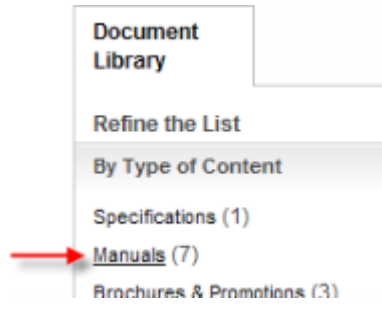 Document
Library
Refine the List
By Type of Content
Specifications (1)
Manuals (7)
Brochures & Promotions (3)